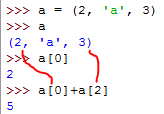 >>> a = (2, 'a', 3)
>>> a
(2, 'a', 3)
>>> a[0]
2
>>> a[0]+a[2]
5